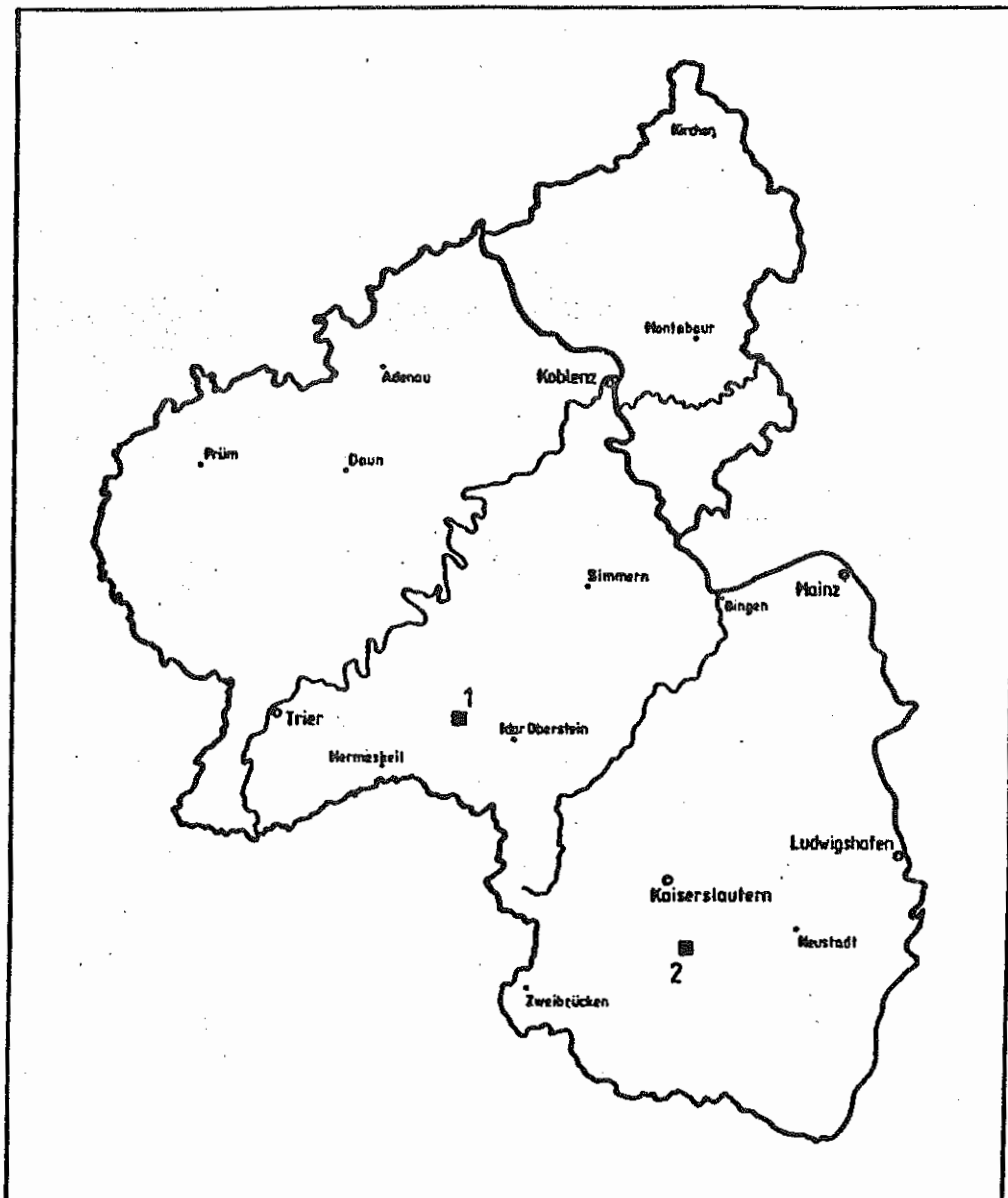 Kirchen
Montabaur
Adenau
Koblenz
Prüm
Daun
Simmern
Mainz
Bingen
1
Trier
Idar Oberstein
Hermeskeil
Ludwigshafen
Kaiserslautern
Neustadt
2
Zweibrücken